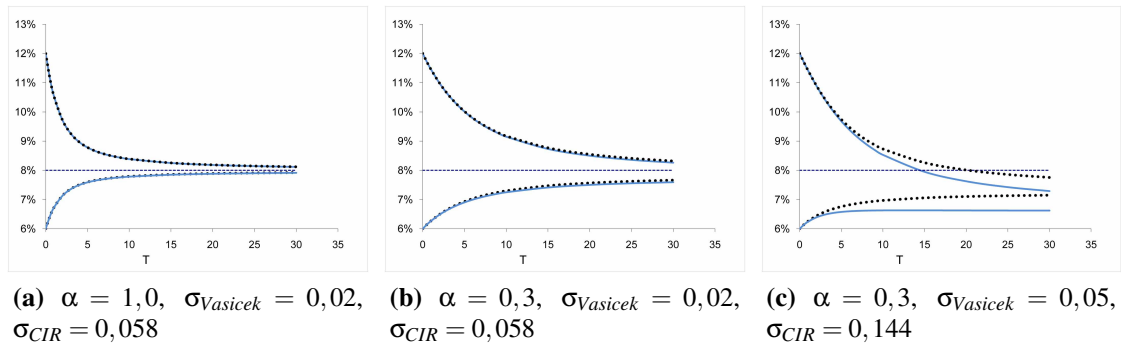 13%
12%
11%
10%
9%
8%
7%
6%
0 5 10 15 20 25 30 35
T
13%
12%
11%
10%
9%
8%
7%
6%
0 5 10 15 20 25 30 35
T
13%
12%
11%
10%
9%
8%
7%
6%
0 5 10 15 20 25 30 35
T
(a) α = 1,0, σVasicek = 0,02,
σCIR = 0,058
(b) α = 0,3, σVasicek = 0,02,
σCIR = 0,058
(c) α = 0,3, σVasicek = 0,05,
σCIR = 0,144